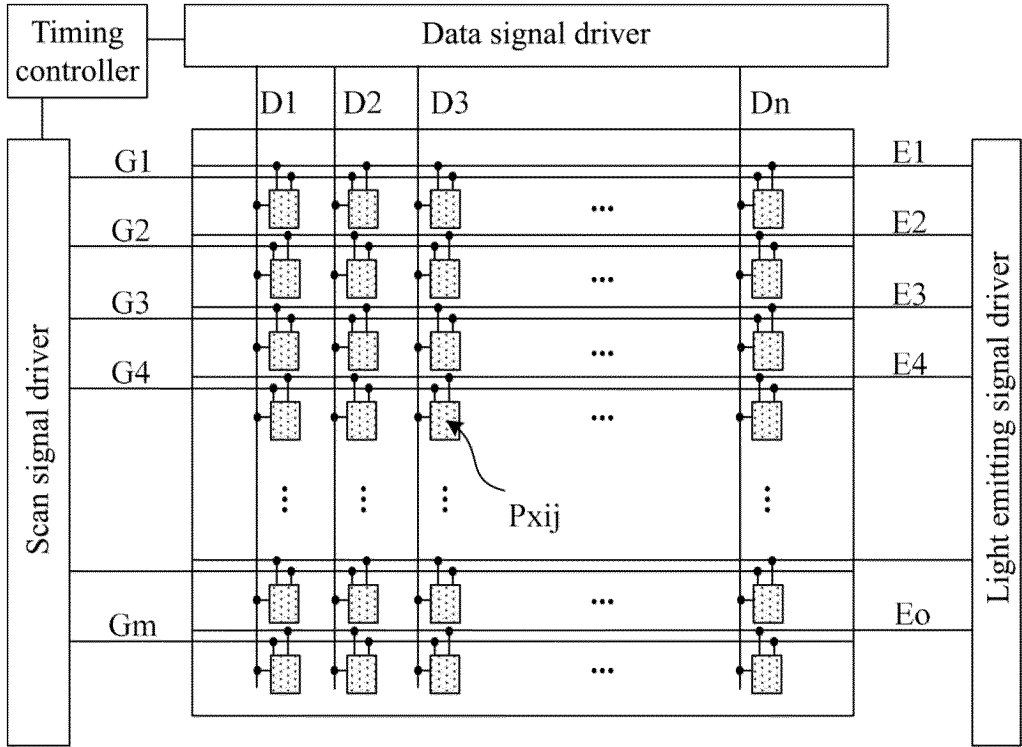 Timing
controller
Data signal driver
D1 D2 D3 Dn
G1 E1
...
G2 E2
...
G3 E3
...
G4 E4
...
Scan signal driver
Light emitting signal driver
Pxij
...
Gm Eo
...